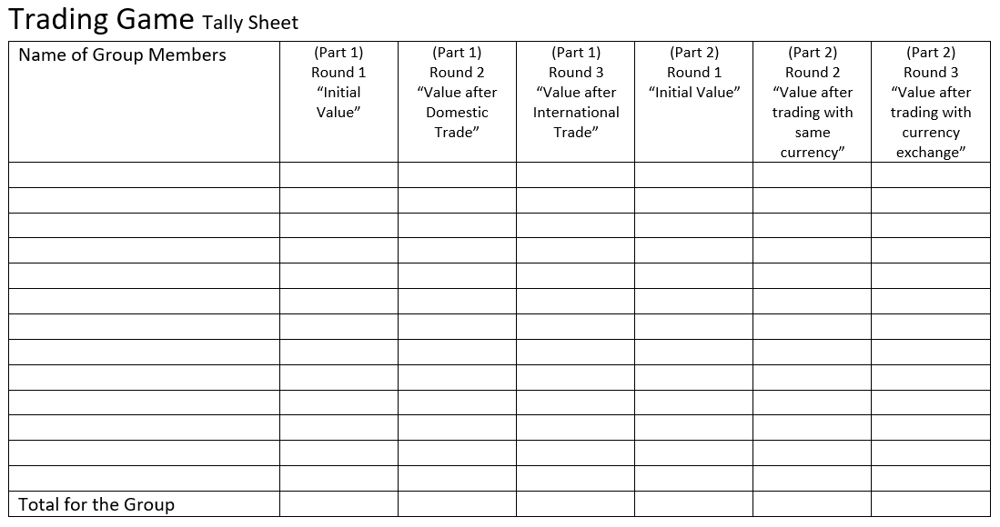 Trading Game Tally Sheet
Name of Group Members
(Part 1)
Round 1
“Initial
Value”
(Part 1)
Round 2
“Value after
Domestic
Trade”
(Part 1)
Round 3
“Value after
International
Trade”
(Part 2)
Round 1
“Initial Value”
(Part 2)
Round 2
“Value after
trading with
same
currency”
(Part 2)
Round 3
“Value after
trading with
currency
exchange”
Total for the Group